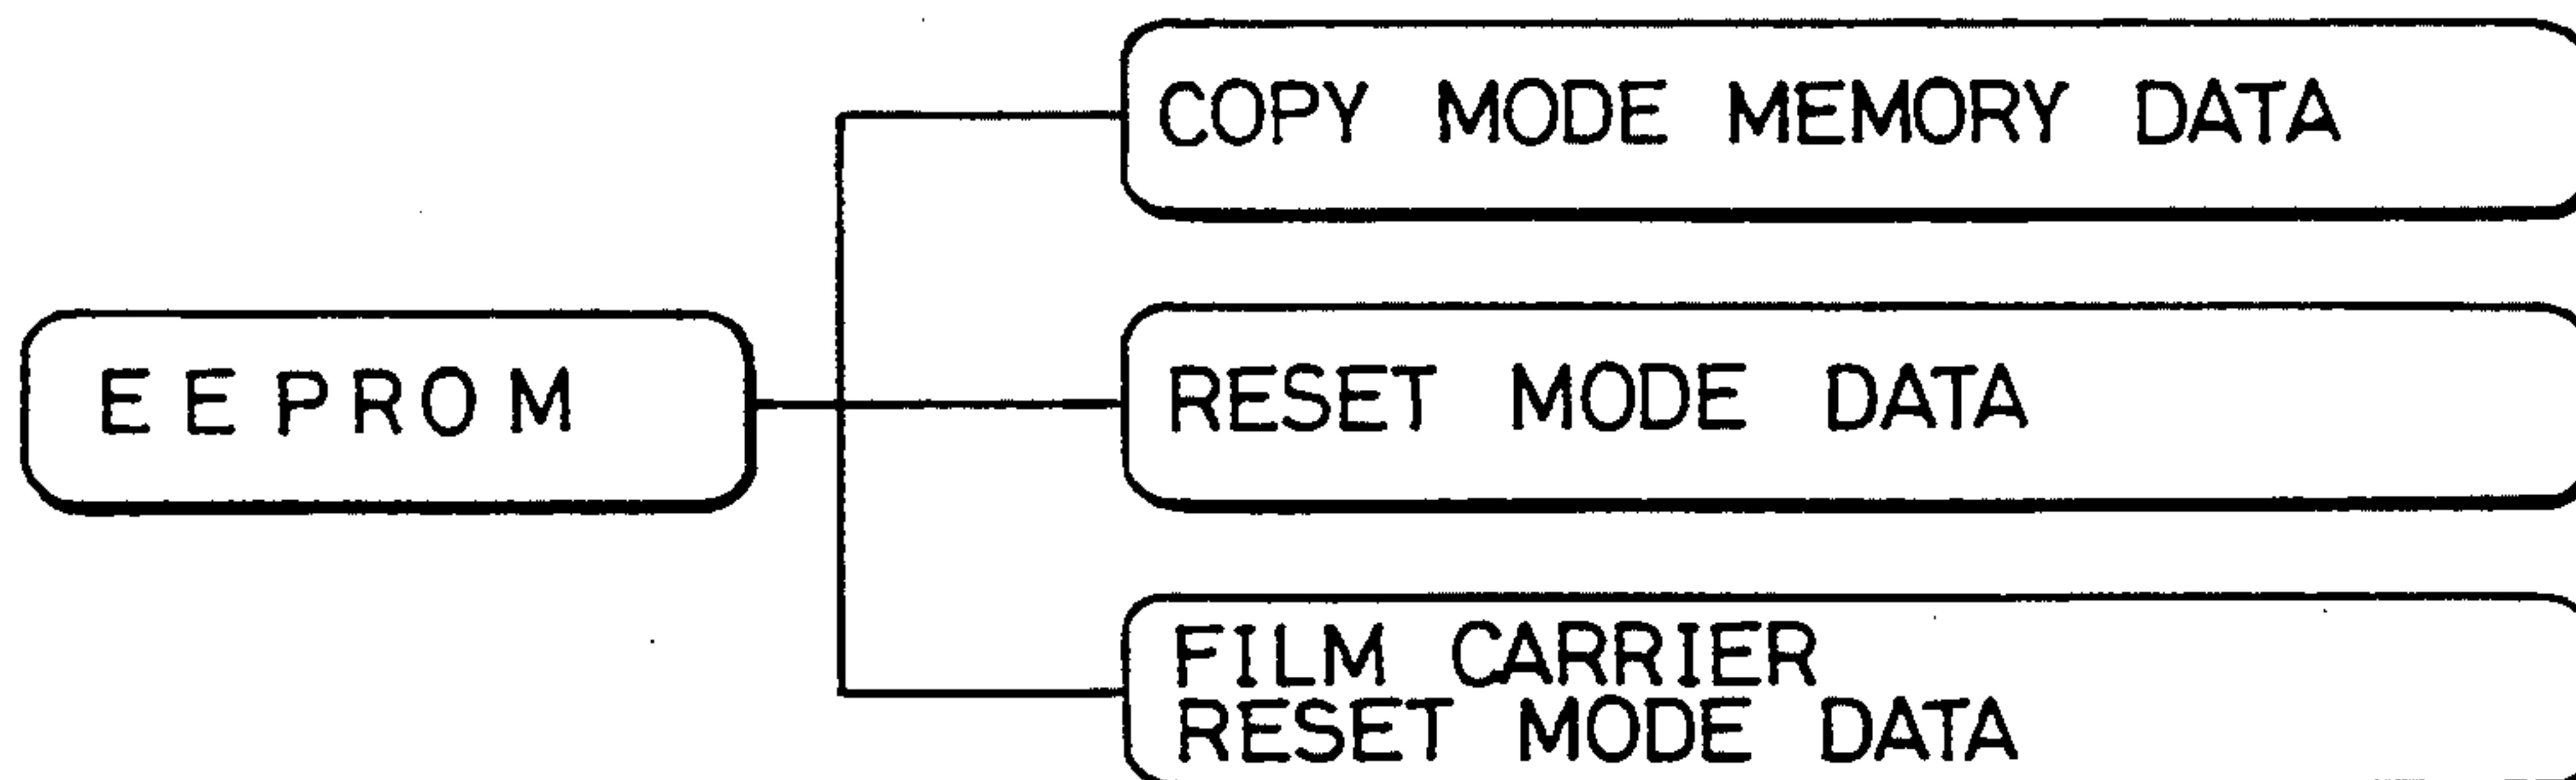 COPY MODE MEMORY DATA
EEPROM
RESET MODE DATA
FILM CARRIER
RESET MODE DATA